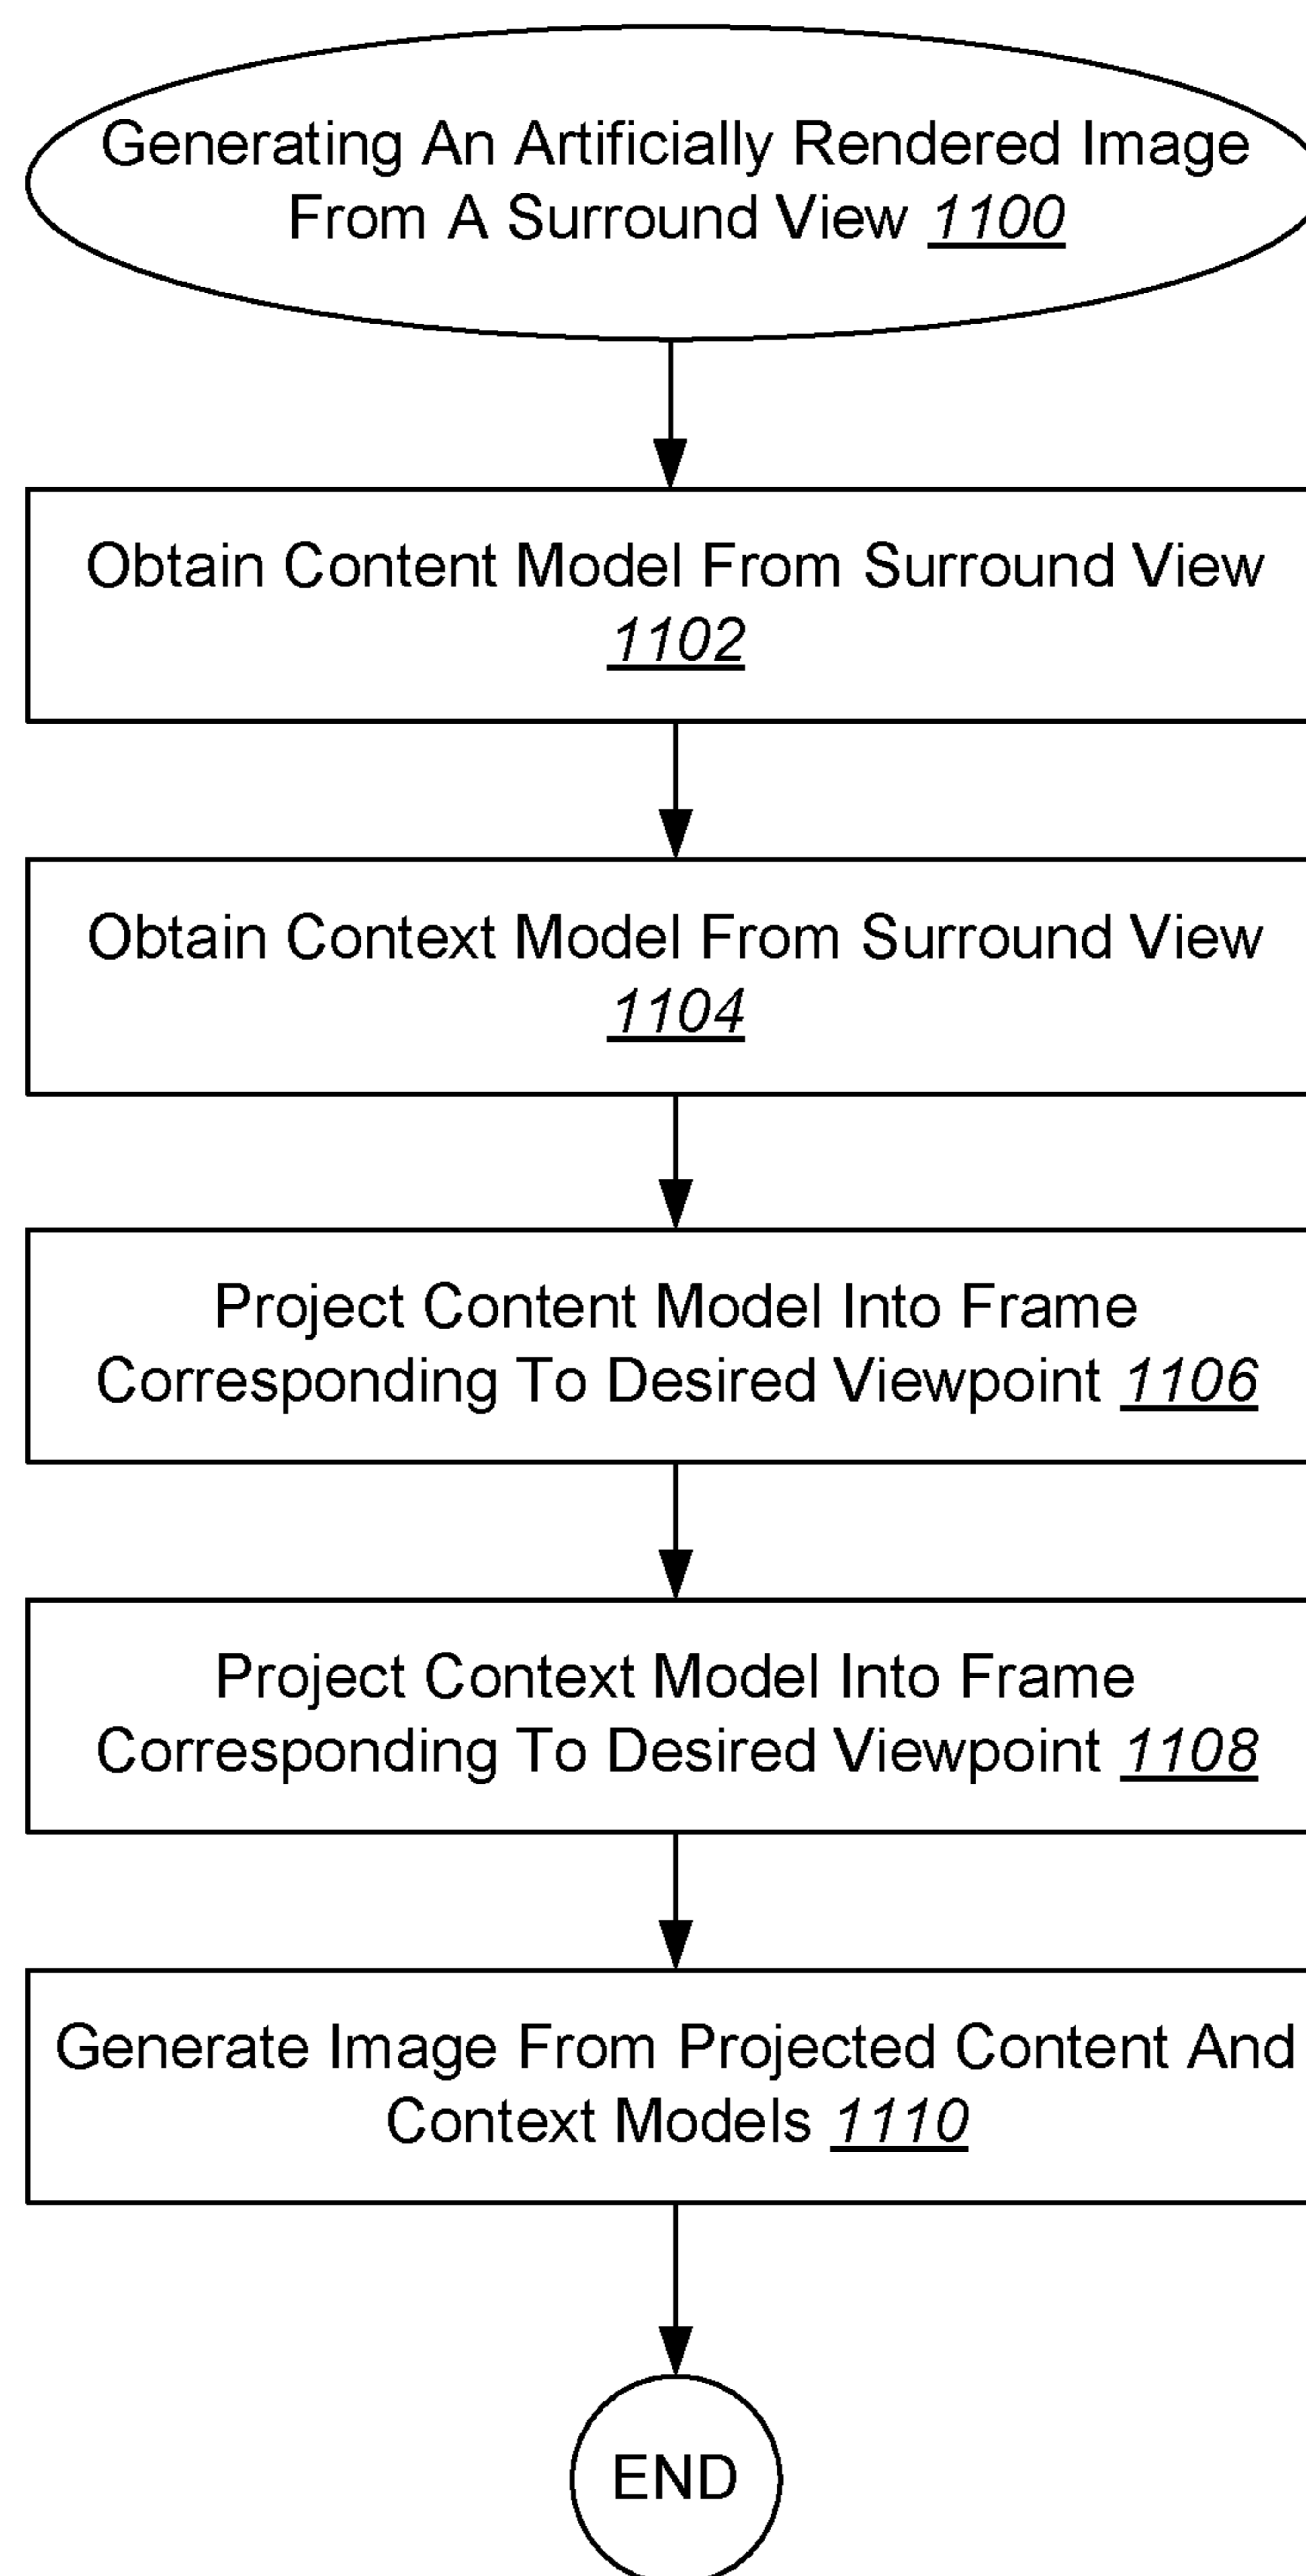 Generating An Artificially Rendered Image
From A Surround View 1100
Obtain Content Model From Surround View
1102
Obtain Context Model From Surround View
1104
Project Content Model Into Frame
Corresponding To Desired Viewpoint 1106
Project Context Model Into Frame
Corresponding To Desired Viewpoint 1108
Generate Image From Projected Content And
Context Models 1110
END